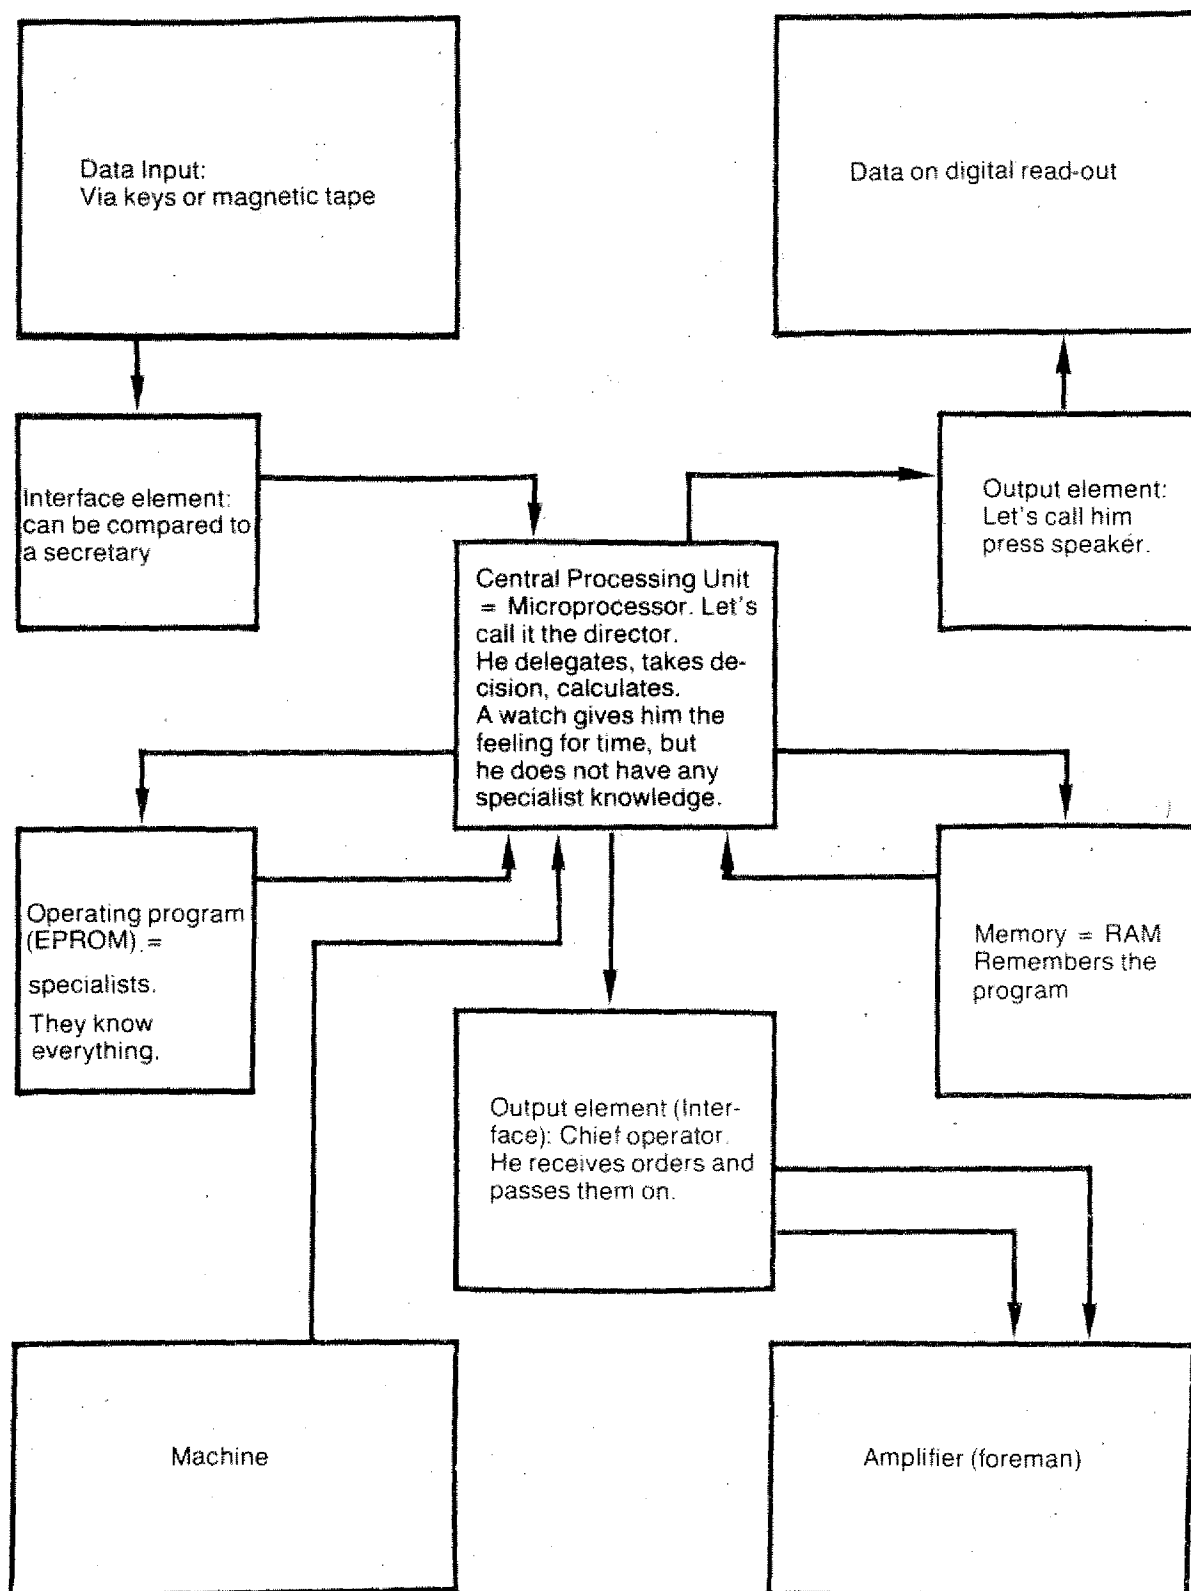 Data Input:
Via keys or magnetic tape
Data on digital read-out
Interface element:
can be compared to
a secretary
Output element:
Let's call him
press speaker.
Central Processing Unit
= Microprocessor. Let's
call it the director.
He delegates, takes de-
cision, calculates.
A watch gives him the
feeling for time, but
he does not have any
specialist knowledge.
Operating program
(EPROM). =
specialists.
They know
everything.
Memory = RAM
Remembers the
program
Output element (Inter-
face): Chief operator.
He receives orders and
passes them on.
Machine
Amplifier (foreman)